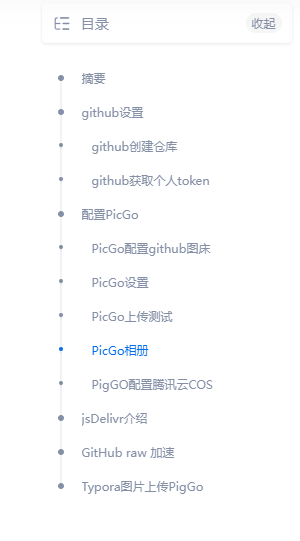 目录
收起
摘要
github设置
github创建仓库
github获取个人token
配置PicGo
PicGo配置github图床
PicGo设置
PicGo上传测试
PicGo相册
PigGO配置腾讯云COS
jsDelivr介绍
GitHub raw 加速
Typora图片上传PigGo